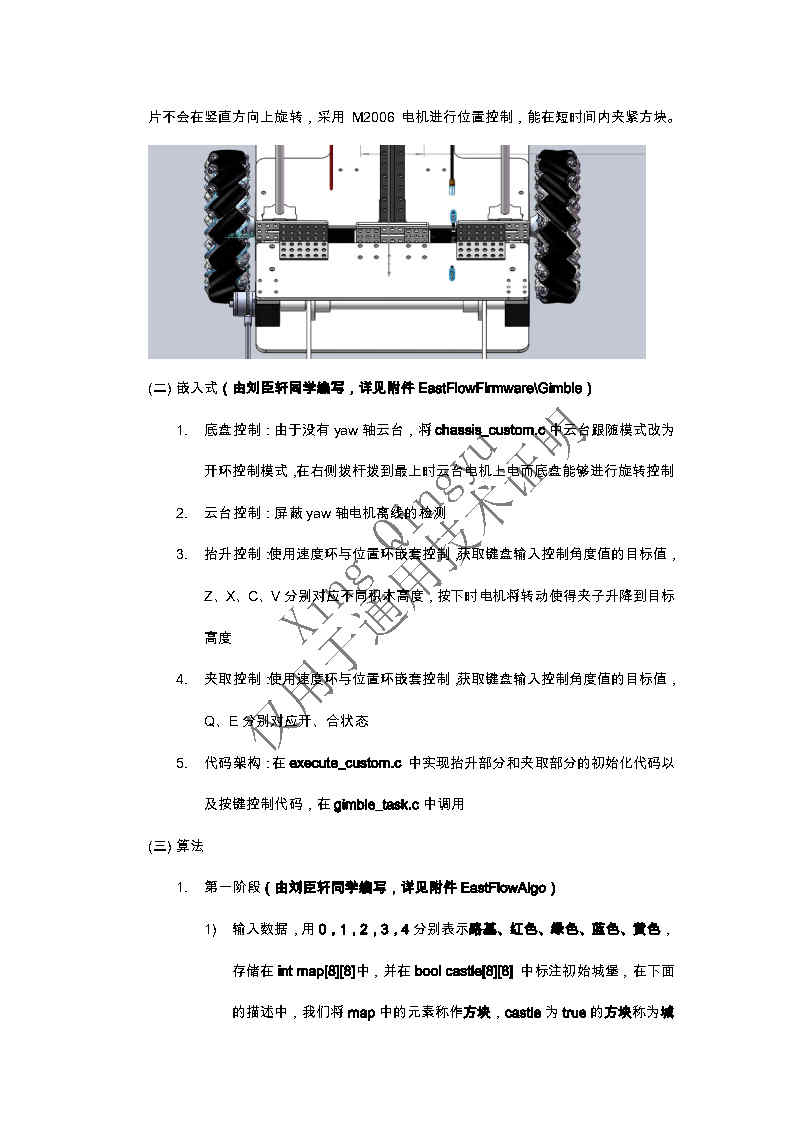 片不会在竖直方向上旋转，采用 M2006 电机进行位置控制，能在短时间内夹紧方块。
(二) 嵌入式（由刘臣轩同学编写，详见附件 EastFlowFirmware\Gimble）
1. 底盘控制：由于没有 yaw 轴云台，将 chassis_custom.c 中云台跟随模式改为
开环控制模式，在右侧拨杆拨到最上时云台电机上电而底盘能够进行旋转控制
2. 云台控制：屏蔽 yaw 轴电机离线的检测
3. 抬升控制：使用速度环与位置环嵌套控制，获取键盘输入控制角度值的目标值，
Z、X、C、V 分别对应不同积木高度，按下时电机将转动使得夹子升降到目标
高度
4. 夹取控制：使用速度环与位置环嵌套控制，获取键盘输入控制角度值的目标值，
Q、E 分别对应开、合状态
5. 代码架构：在 execute_custom.c 中实现抬升部分和夹取部分的初始化代码以
及按键控制代码，在 gimble_task.c 中调用
(三) 算法
1. 第一阶段（由刘臣轩同学编写，详见附件 EastFlowAlgo）
1) 输入数据，用 0，1，2，3，4 分别表示路基、红色、绿色、蓝色、黄色，
存储在 int map[8][8]中，并在 bool castle[8][8] 中标注初始城堡，在下面
的描述中，我们将 map 中的元素称作方块，castle 为 true 的方块称为城
Xing Qingyu
仅用于通用技术证明